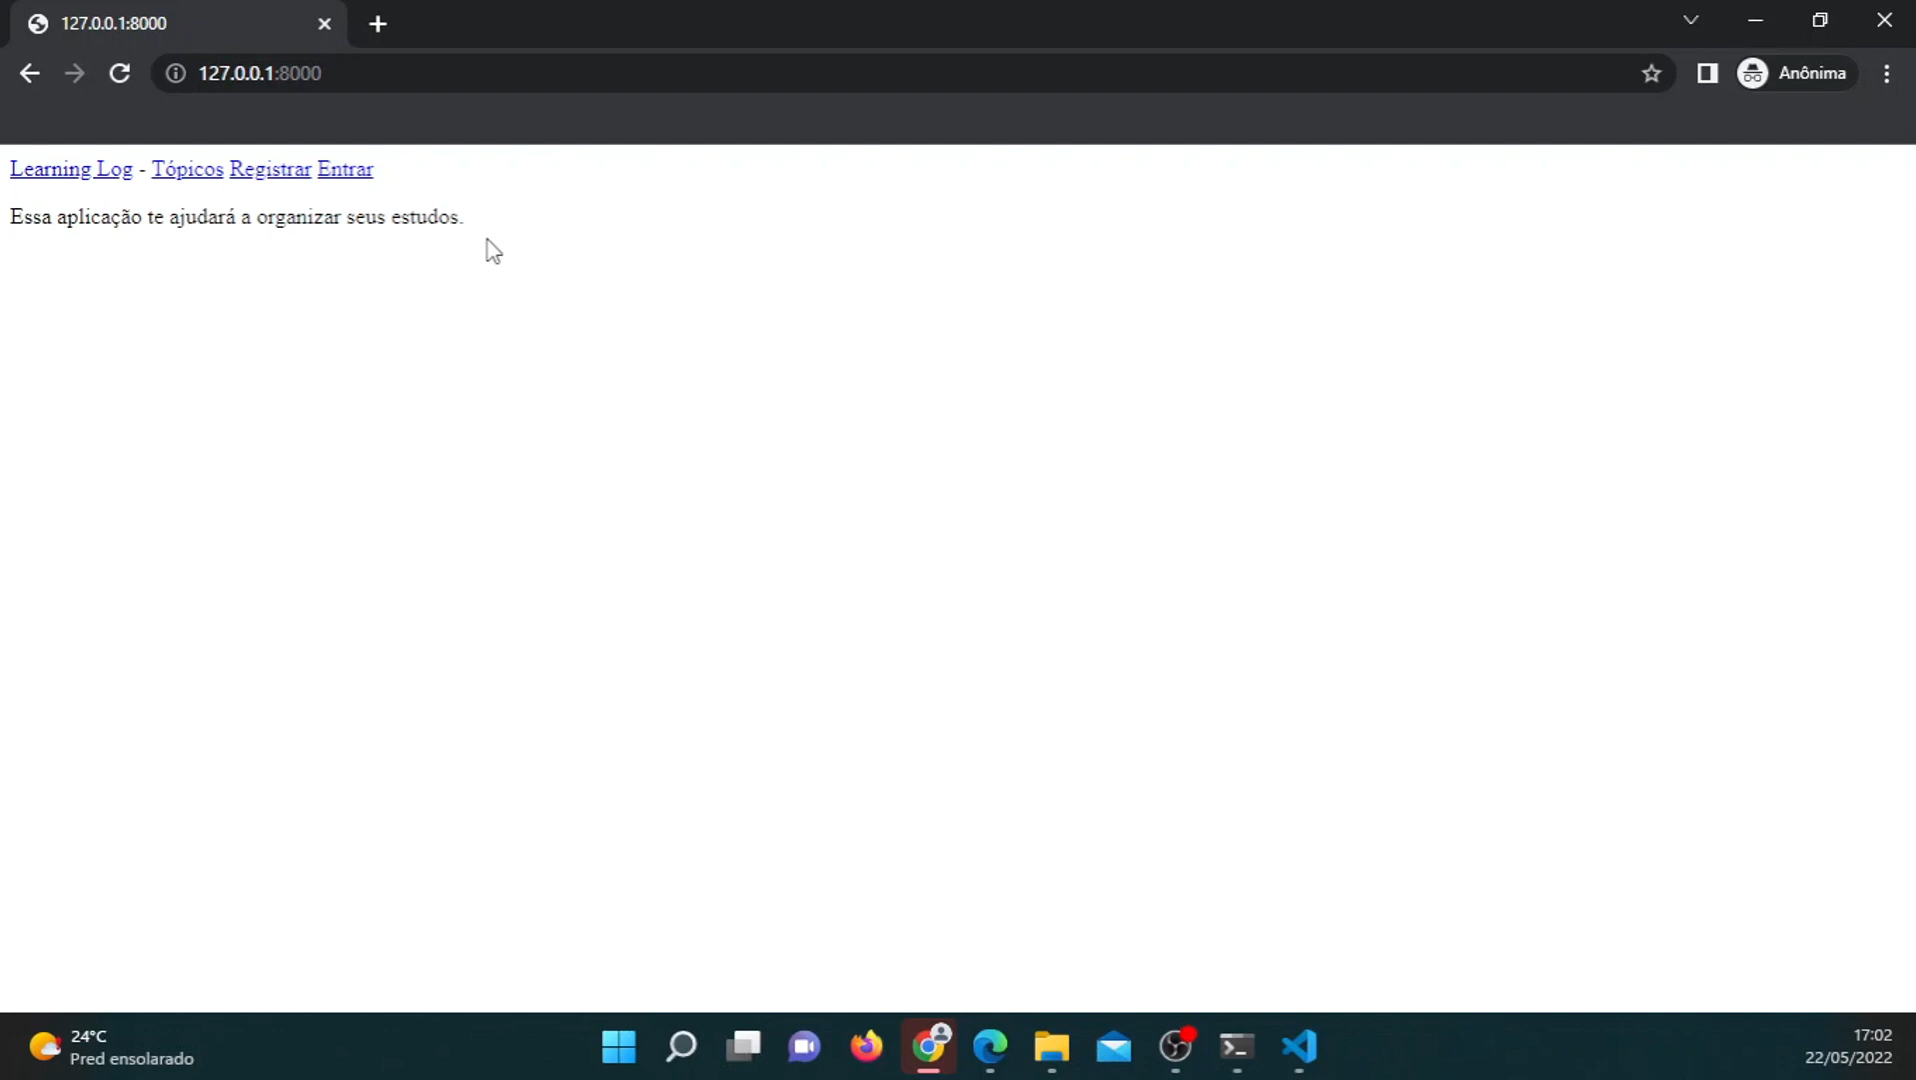 127.0.0.1:8000
127.0.0.1:8000
Anônima
Learning Log - Tópicos Registrar Entrar
Essa aplicação te ajudará a organizar seus estudos.
24°C
Pred ensolarado
17:02
22/05/2022